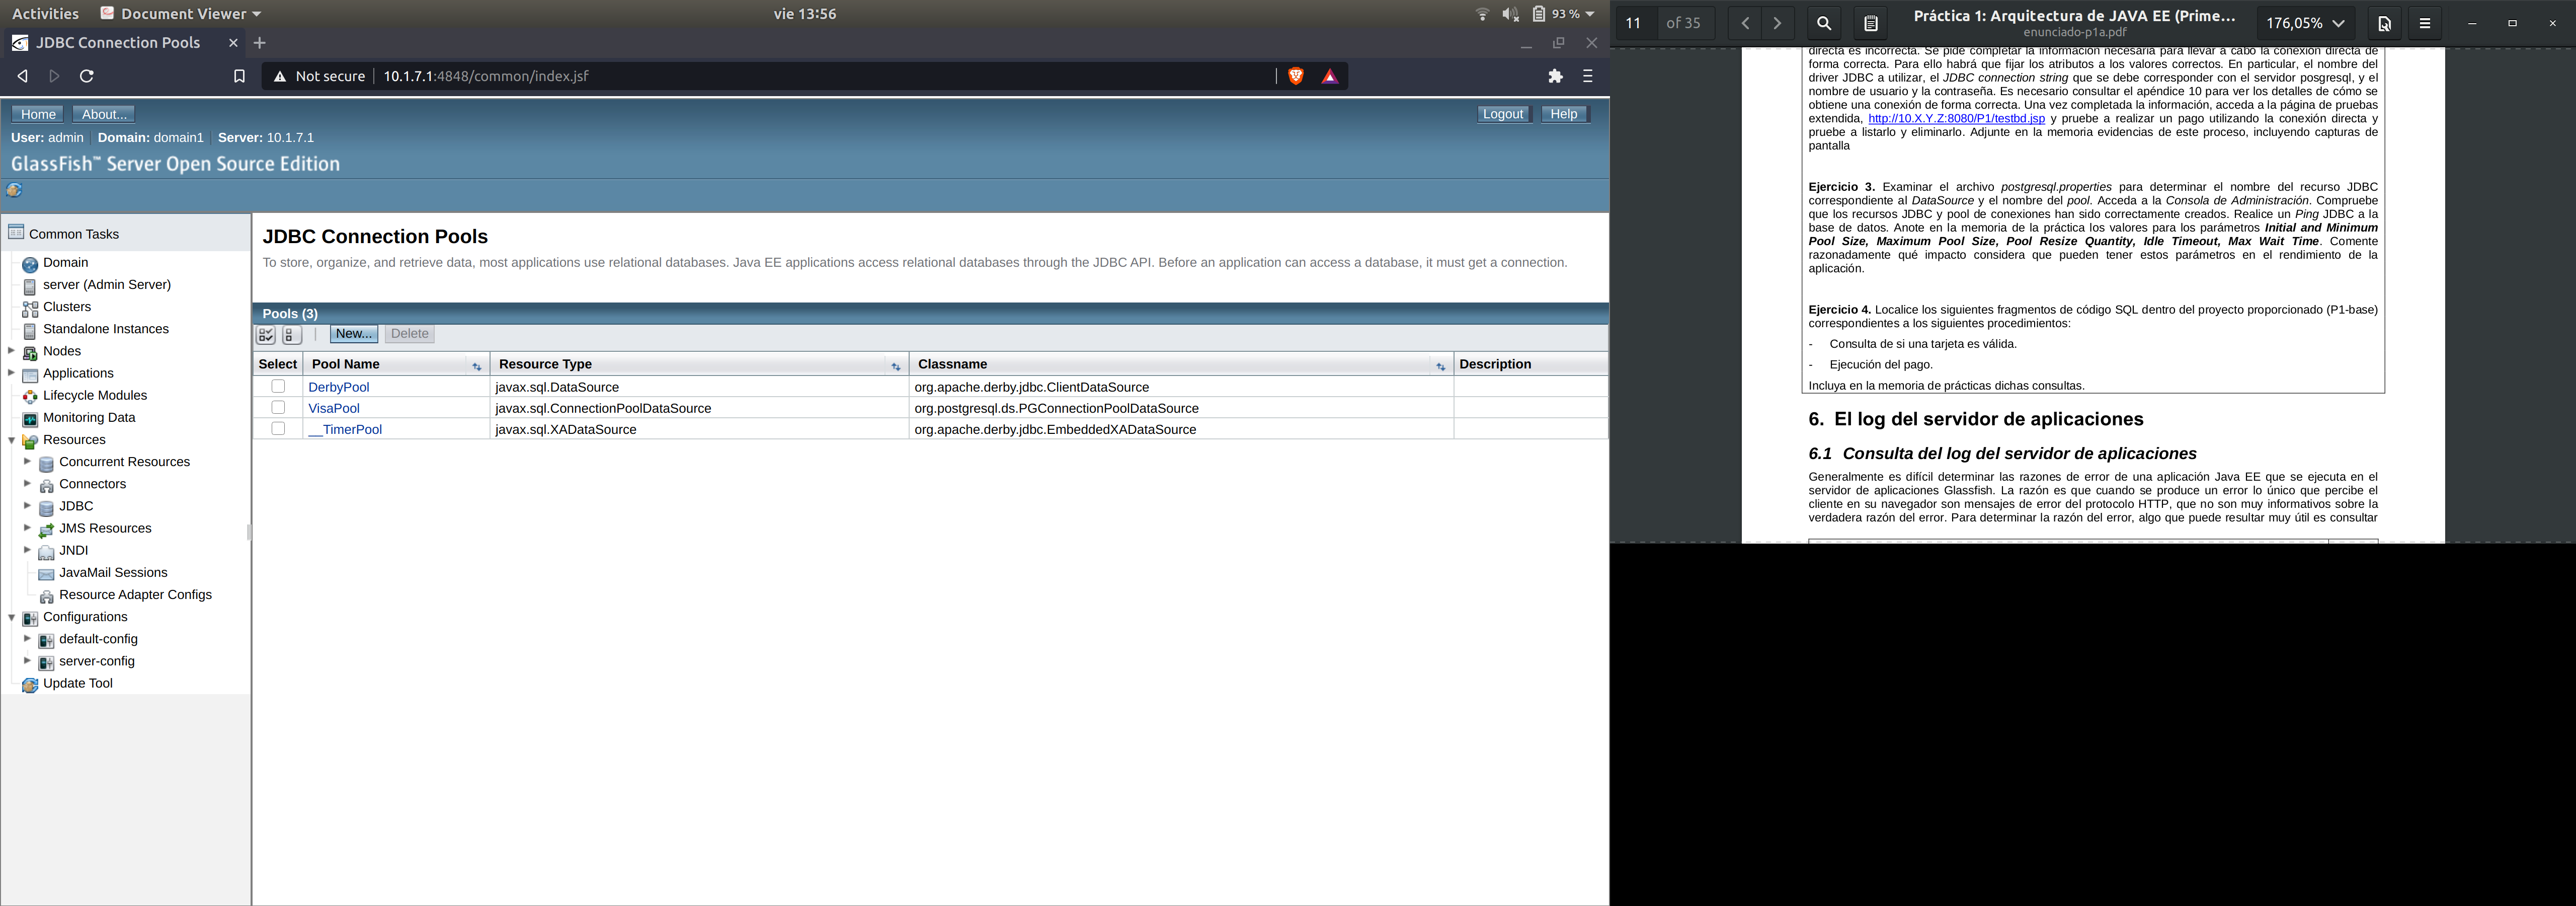 Activities Document Viewer vie 13:56 93 %
JDBC Connection Pools
Not secure 10.1.7.1:4848/common/index.jsf
Home About... Logout Help
User: admin Domain: domain1 Server: 10.1.7.1
GlassFish™ Server Open Source Edition
Common Tasks
Domain
server (Admin Server)
Clusters
Standalone Instances
Nodes
Applications
Lifecycle Modules
Monitoring Data
Resources
Concurrent Resources
Connectors
JDBC
JMS Resources
JNDI
JavaMail Sessions
Resource Adapter Configs
Configurations
default-config
server-config
Update Tool
JDBC Connection Pools
To store, organize, and retrieve data, most applications use relational databases. Java EE applications access relational databases through the JDBC API. Before an application can access a database, it must get a connection.
Pools (3)
New... Delete
Select Pool Name Resource Type Classname Description
DerbyPool javax.sql.DataSource org.apache.derby.jdbc.ClientDataSource
VisaPool javax.sql.ConnectionPoolDataSource org.postgresql.ds.PGConnectionPoolDataSource
__TimerPool javax.sql.XADataSource org.apache.derby.jdbc.EmbeddedXADataSource
11 of 35 Práctica 1: Arquitectura de JAVA EE (Prime... 176,05%
enunciado-p1a.pdf
directa es incorrecta. Se pide completar la información necesaria para llevar a cabo la conexión directa de
forma correcta. Para ello habrá que fijar los atributos a los valores correctos. En particular, el nombre del
driver JDBC a utilizar, el JDBC connection string que se debe corresponder con el servidor posgresql, y el
nombre de usuario y la contraseña. Es necesario consultar el apéndice 10 para ver los detalles de cómo se
obtiene una conexión de forma correcta. Una vez completada la información, acceda a la página de pruebas
extendida, http://10.X.Y.Z:8080/P1/testbd.jsp y pruebe a realizar un pago utilizando la conexión directa y
pruebe a listarlo y eliminarlo. Adjunte en la memoria evidencias de este proceso, incluyendo capturas de
pantalla
Ejercicio 3. Examinar el archivo postgresql.properties para determinar el nombre del recurso JDBC
correspondiente al DataSource y el nombre del pool. Acceda a la Consola de Administración. Compruebe
que los recursos JDBC y pool de conexiones han sido correctamente creados. Realice un Ping JDBC a la
base de datos. Anote en la memoria de la práctica los valores para los parámetros Initial and Minimum
Pool Size, Maximum Pool Size, Pool Resize Quantity, Idle Timeout, Max Wait Time. Comente
razonadamente qué impacto considera que pueden tener estos parámetros en el rendimiento de la
aplicación.
Ejercicio 4. Localice los siguientes fragmentos de código SQL dentro del proyecto proporcionado (P1-base)
correspondientes a los siguientes procedimientos:
- Consulta de si una tarjeta es válida.
- Ejecución del pago.
Incluya en la memoria de prácticas dichas consultas.
6. El log del servidor de aplicaciones
6.1 Consulta del log del servidor de aplicaciones
Generalmente es difícil determinar las razones de error de una aplicación Java EE que se ejecuta en el
servidor de aplicaciones Glassfish. La razón es que cuando se produce un error lo único que percibe el
cliente en su navegador son mensajes de error del protocolo HTTP, que no son muy informativos sobre la
verdadera razón del error. Para determinar la razón del error, algo que puede resultar muy útil es consultar